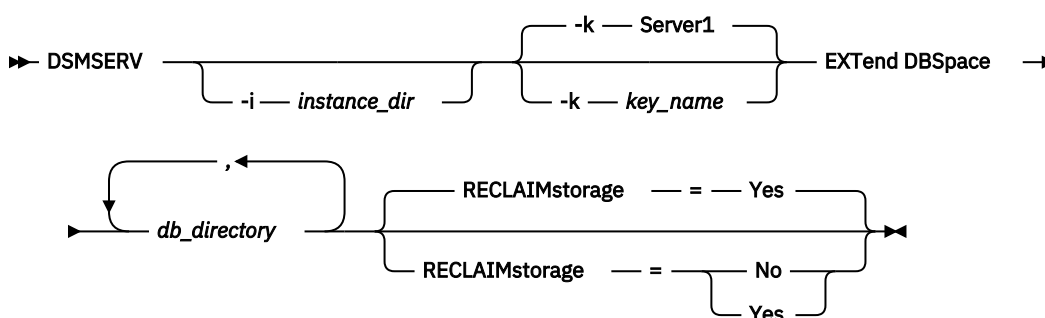 -k — Server1
DSMSERV EXTend DBSpace
-i — instance_dir -k — key_name
,
RECLAIMstorage — = — Yes
db_directory
RECLAIMstorage — = No
Yes